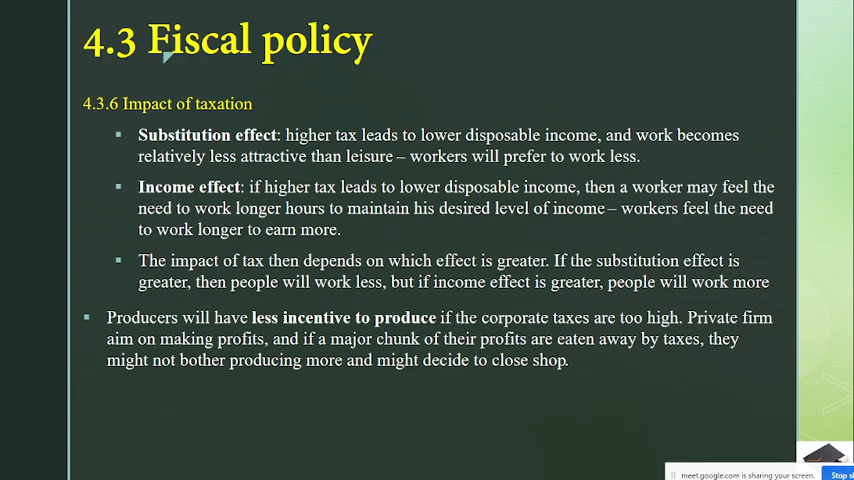 4.3 Fiscal policy
4.3.6 Impact of taxation
▪ Substitution effect: higher tax leads to lower disposable income, and work becomes
relatively less attractive than leisure – workers will prefer to work less.
▪ Income effect: if higher tax leads to lower disposable income, then a worker may feel the
need to work longer hours to maintain his desired level of income – workers feel the need
to work longer to earn more.
▪ The impact of tax then depends on which effect is greater. If the substitution effect is
greater, then people will work less, but if income effect is greater, people will work more
▪ Producers will have less incentive to produce if the corporate taxes are too high. Private firm
aim on making profits, and if a major chunk of their profits are eaten away by taxes, they
might not bother producing more and might decide to close shop.
meet.google.com is sharing your screen.
Stop